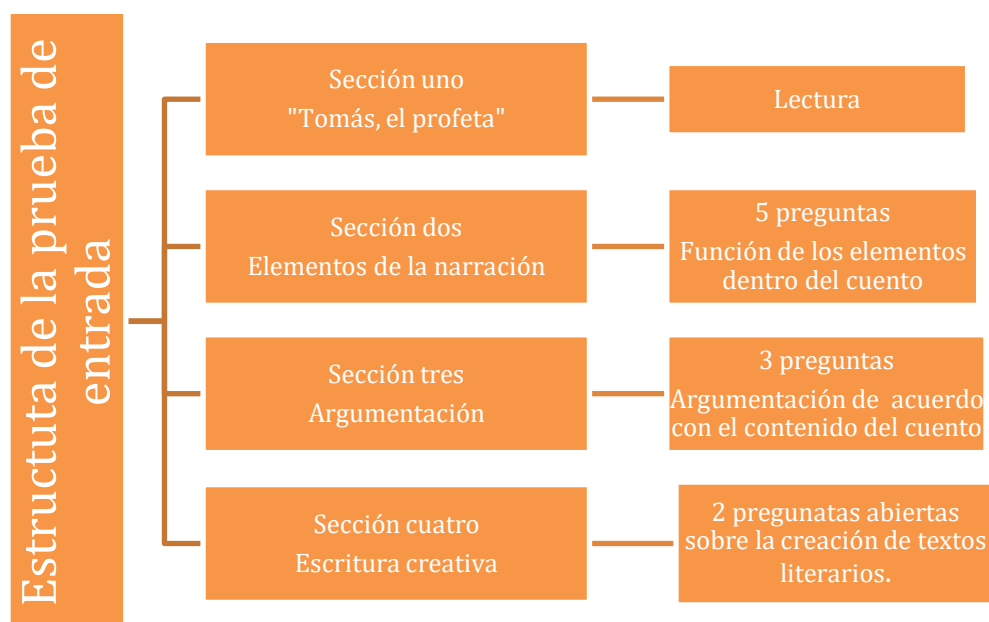 Estructuta de la prueba de
entrada
Sección uno
"Tomás, el profeta"
Lectura
Sección dos
Elementos de la narración
5 preguntas
Función de los elementos
dentro del cuento
Sección tres
Argumentación
3 preguntas
Argumentación de acuerdo
con el contenido del cuento
Sección cuatro
Escritura creativa
2 pregunatas abiertas
sobre la creación de textos
literarios.